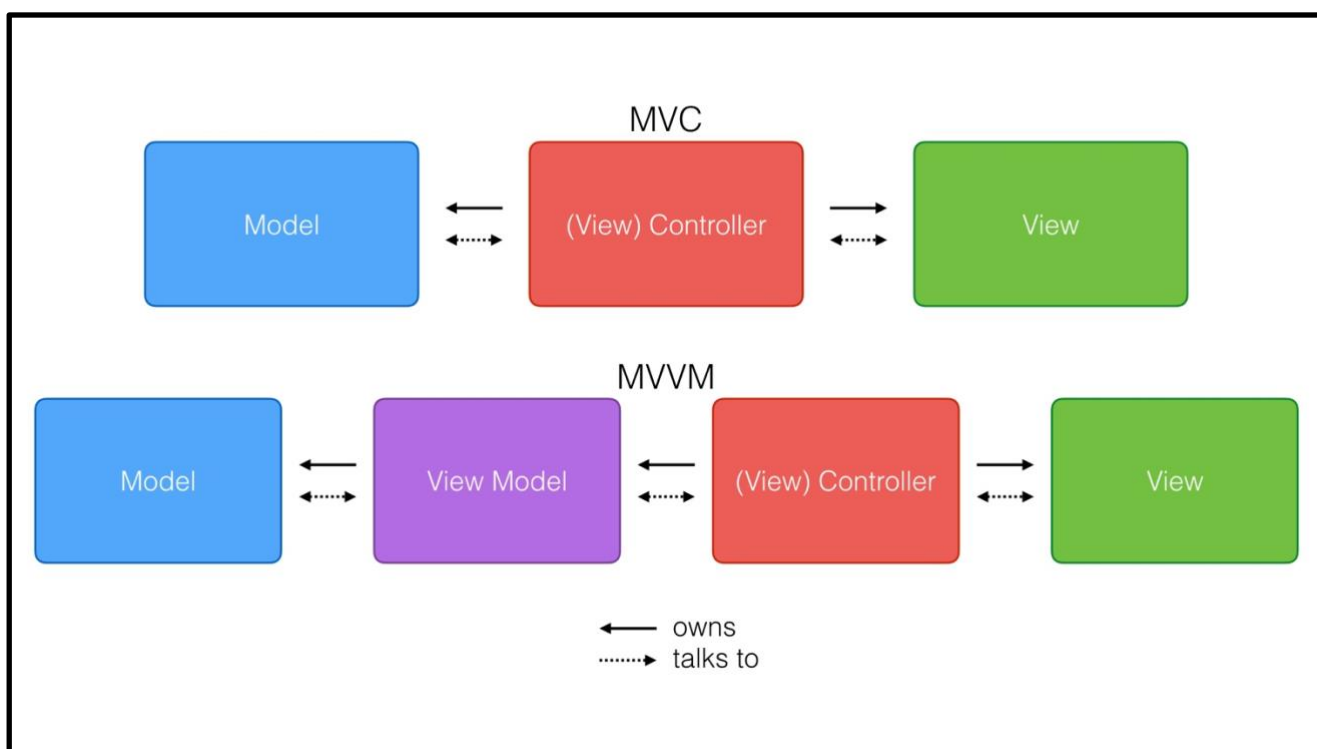 MVC
Model
(View) Controller
View
MVVM
Model
View Model
(View) Controller
View
owns
talks to